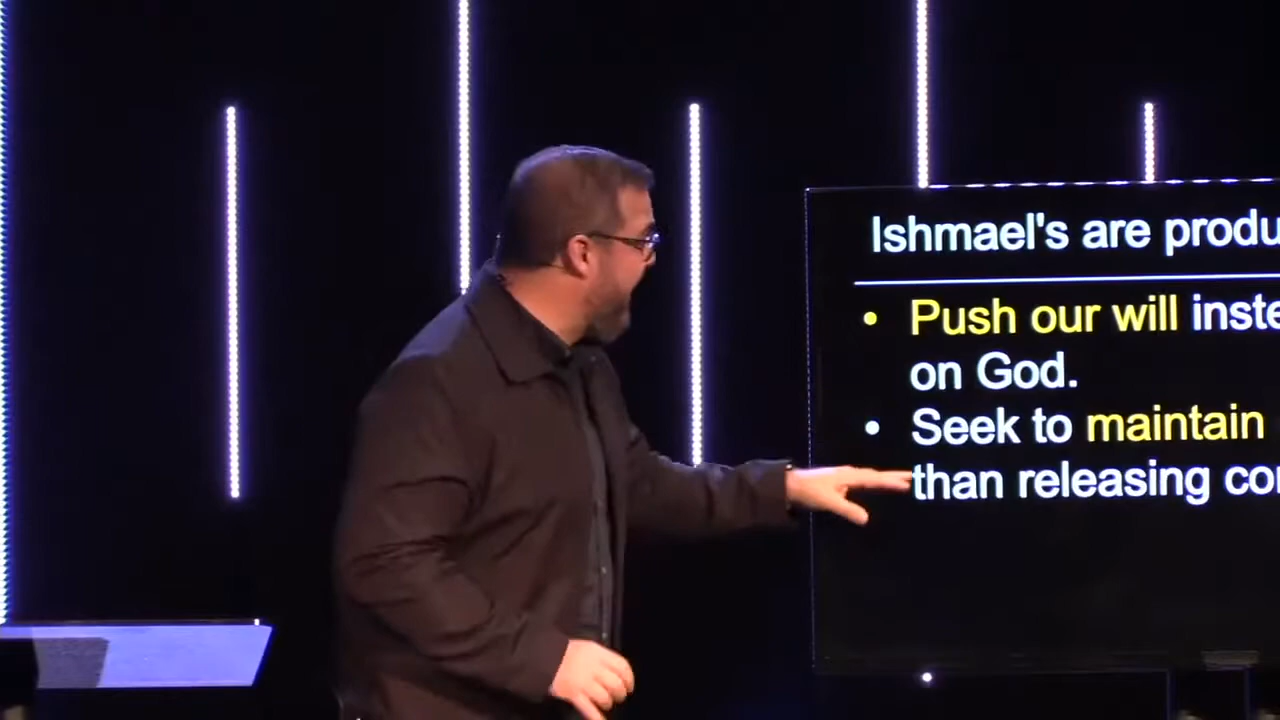 Ishmael's are produ
• Push our will inste
on God.
• Seek to maintain
than releasing co